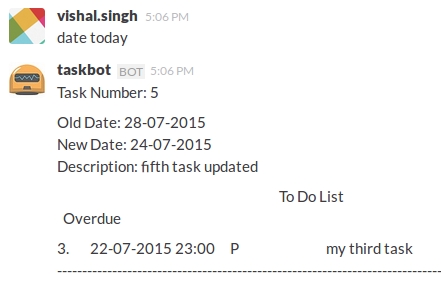 vishal.singh 5:06 PM
date today
taskbot BOT 5:06 PM
Task Number: 5
Old Date: 28-07-2015
New Date: 24-07-2015
Description: fifth task updated
To Do List
Overdue
3. 22-07-2015 23:00 P my third task
--------------------------------------------------------------------------------